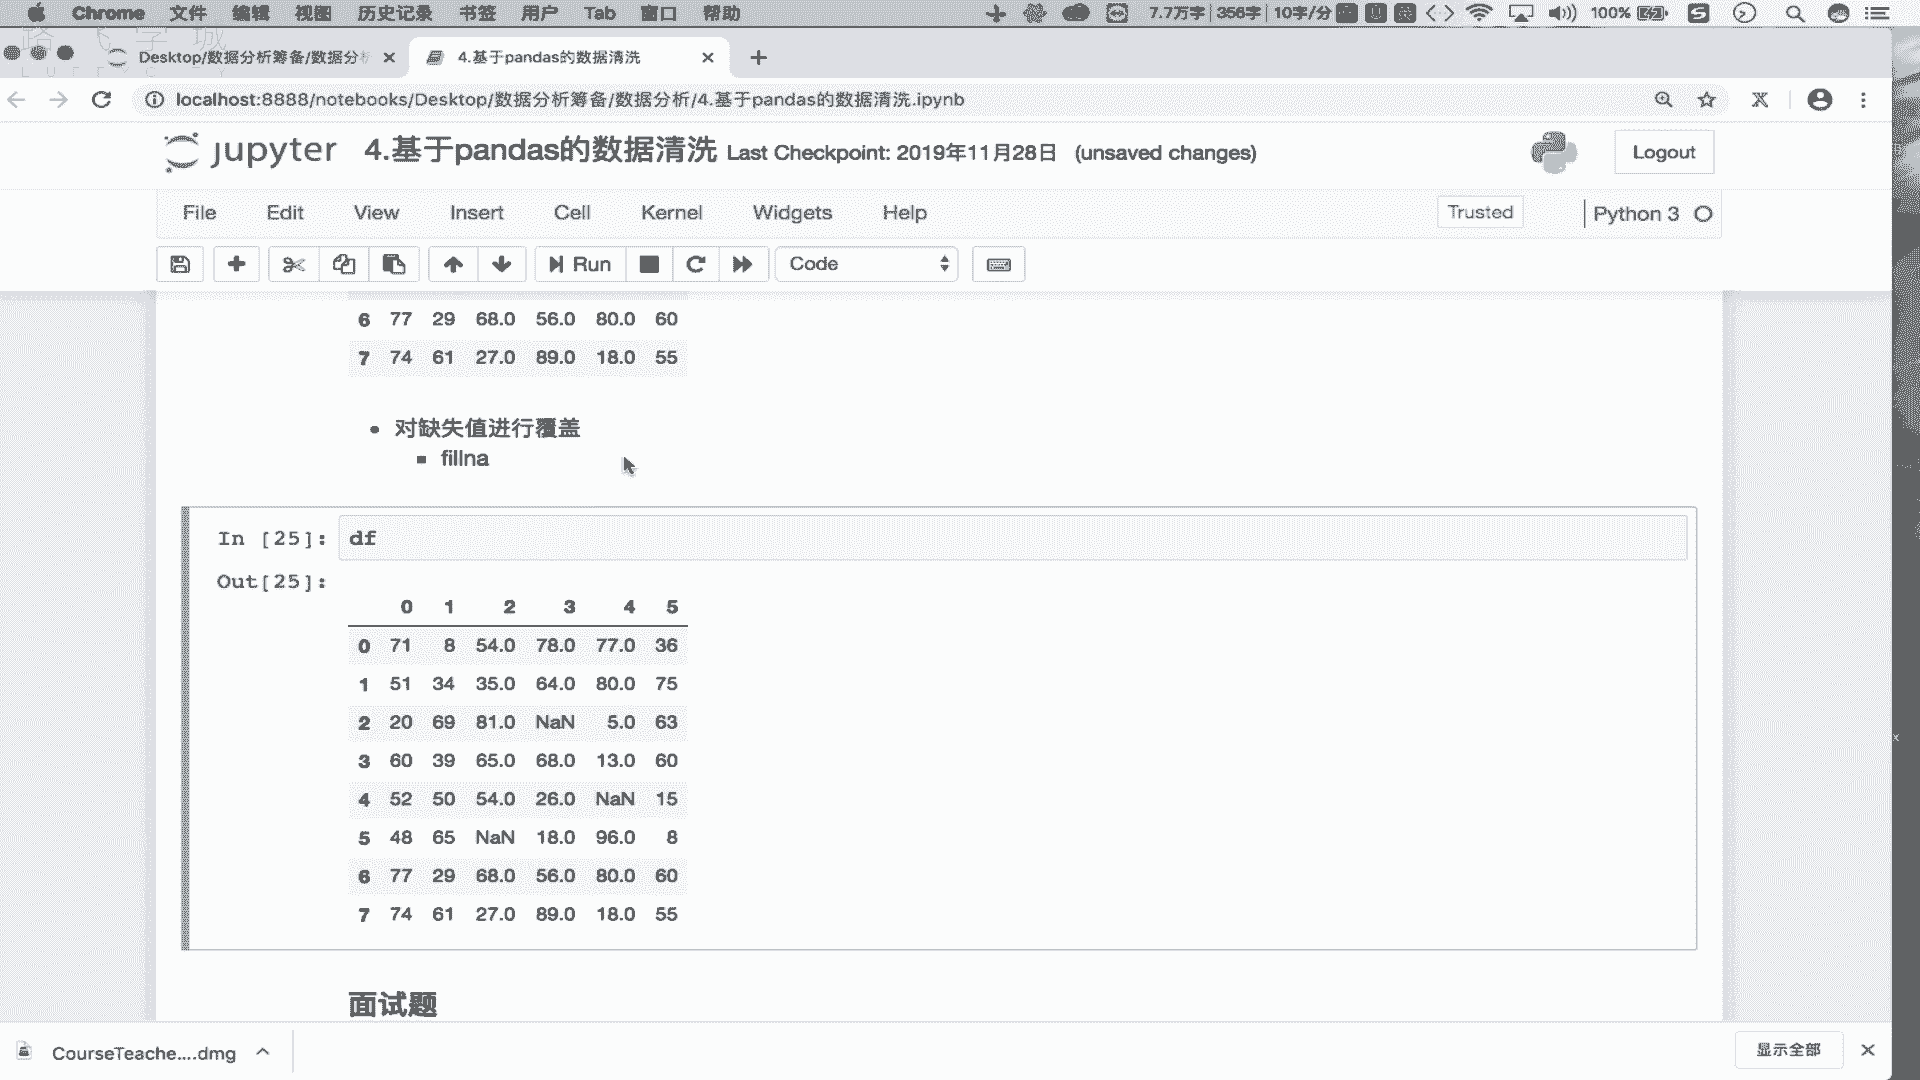 Chrome 文件 编辑 视图 历史记录 书签 用户 Tab 窗口 帮助 7.7万字 356字 10字/分 100%
Desktop/数据分析筹备/数据分析 4.基于pandas的数据清洗
localhost:8888/notebooks/Desktop/数据分析筹备/数据分析/4.基于pandas的数据清洗.ipynb
jupyter 4.基于pandas的数据清洗 Last Checkpoint: 2019年11月28日 (unsaved changes) Logout
File Edit View Insert Cell Kernel Widgets Help Trusted Python 3
Run Code
6 77 29 68.0 56.0 80.0 60
7 74 61 27.0 89.0 18.0 55
对缺失值进行覆盖
fillna
In [25]: df
Out[25]:
0 1 2 3 4 5
0 71 8 54.0 78.0 77.0 36
1 51 34 35.0 64.0 80.0 75
2 20 69 81.0 NaN 5.0 63
3 60 39 65.0 68.0 13.0 60
4 52 50 54.0 26.0 NaN 15
5 48 65 NaN 18.0 96.0 8
6 77 29 68.0 56.0 80.0 60
7 74 61 27.0 89.0 18.0 55
面试题
CourseTeache....dmg 显示全部